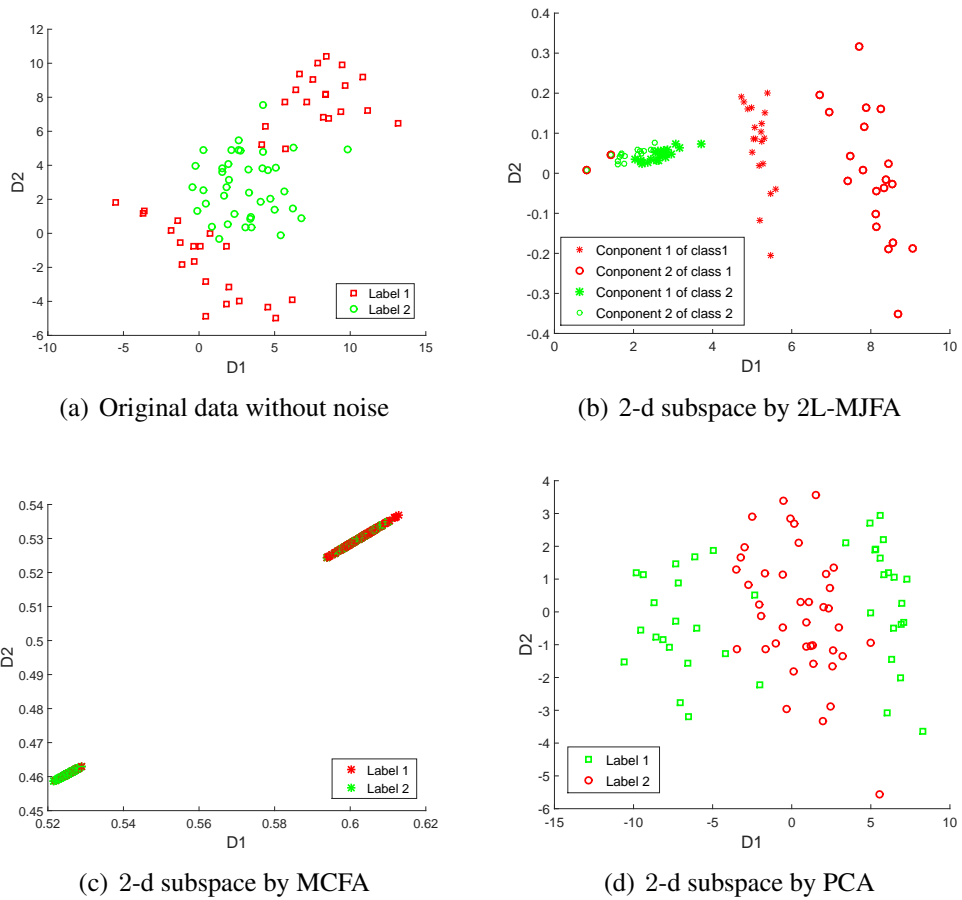 12
10
8
6
4
2
0
-2
-4
-6
D2
-10
-5
0
5
10
15
D1
Label 1
Label 2
(a) Original data without noise
0.4
0.3
0.2
0.1
0
-0.1
-0.2
-0.3
-0.4
D2
0
2
4
6
8
10
D1
Conponent 1 of class1
Component 2 of class 1
Component 1 of class 2
Component 2 of class 2
(b) 2-d subspace by 2L-MJFA
0.54
0.53
0.52
0.51
0.5
0.49
0.48
0.47
0.46
0.45
D2
0.52
0.54
0.56
0.58
0.6
0.62
D1
Label 1
Label 2
(c) 2-d subspace by MCFA
4
3
2
1
0
-1
-2
-3
-4
-5
-6
D2
-15
-10
-5
0
5
10
D1
Label 1
Label 2
(d) 2-d subspace by PCA